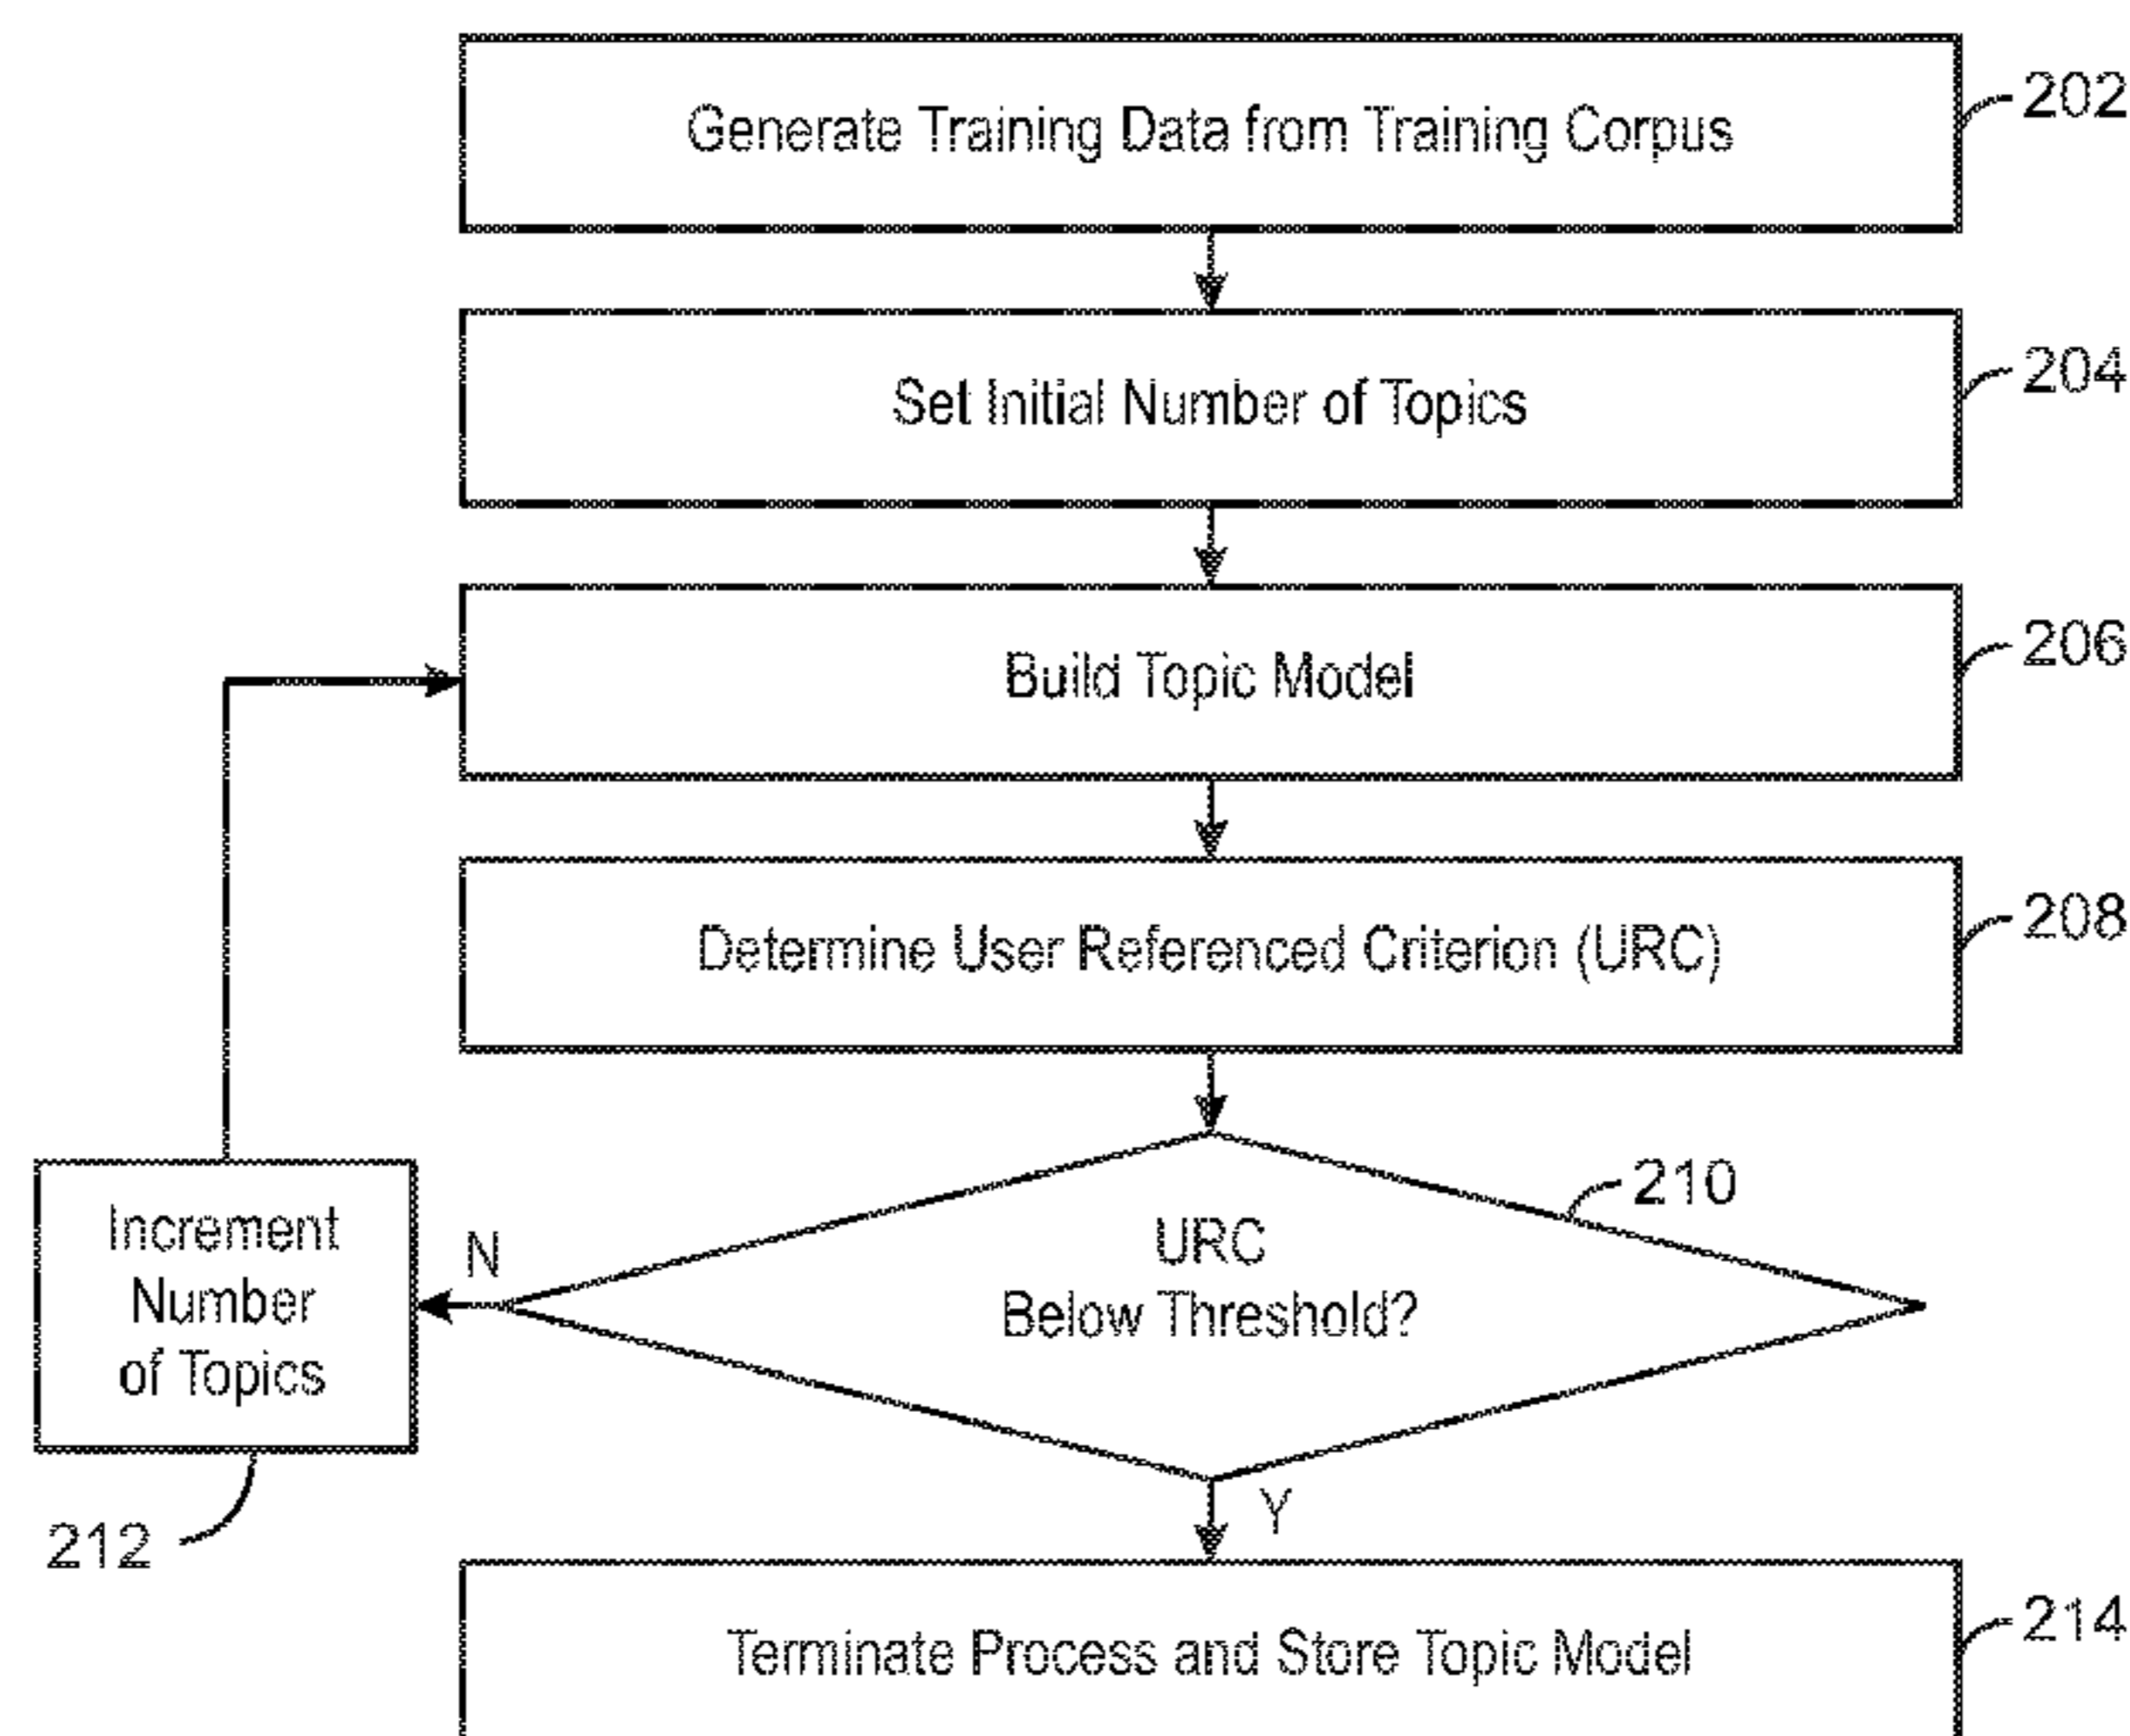 Generate Training Data from Training Corpus
202
Set Initial Number of Topics
204
Build Topic Model
206
Determine User Referenced Criterion (URC)
208
210
URC
Below Threshold?
N
Increment
Number
of Topics
212
Y
Terminate Process and Store Topic Model
214